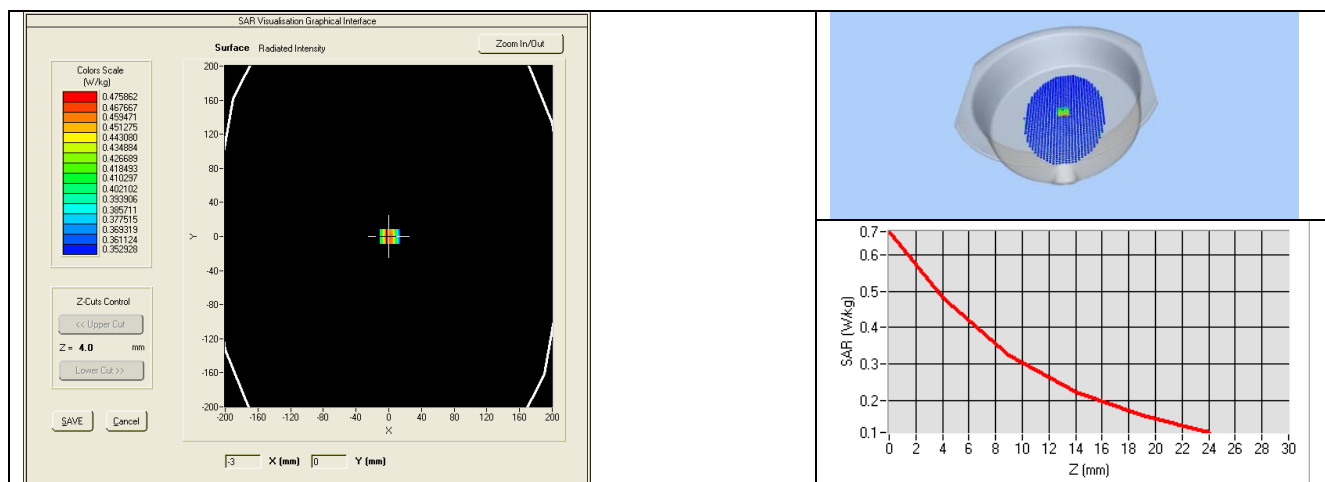 SAR Visualisation Graphical Interface
Surface Radiated Intensity
Zoom In/Out
Colors Scale
(W/kg)
0.475862
0.467667
0.459471
0.451275
0.443080
0.434884
0.426689
0.418493
0.410297
0.402102
0.393906
0.385711
0.377515
0.369319
0.361124
0.352928
Z-Cuts Control
<< Upper Cut
Z = 4.0 mm
Lower Cut >>
SAVE Cancel
200
160
120
80
40
0
-40
-80
-120
-160
-200
Y
-200 -160 -120 -80 -40 0 40 80 120 160 200
X
-3 X (mm) 0 Y (mm)
0.7
0.6
0.5
0.4
0.3
0.2
0.1
SAR (W/kg)
0 2 4 6 8 10 12 14 16 18 20 22 24 26 28 30
Z (mm)